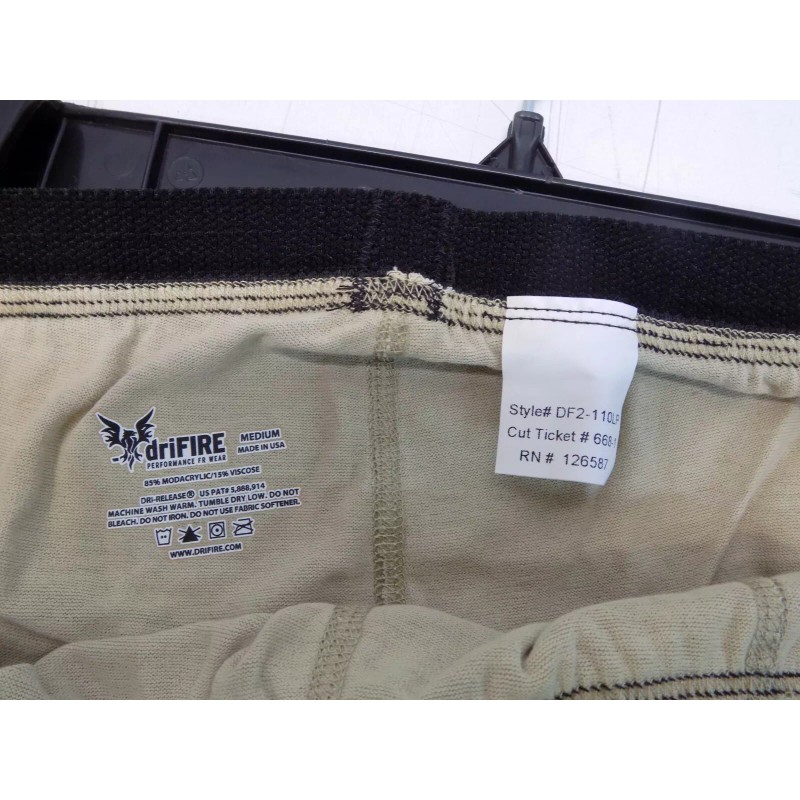 driFIRE
PERFORMANCE FR WEAR
MEDIUM
MADE IN USA
85% MODACRYLIC/15% VISCOSE
DRI-RELEASE® US PAT# 5,888,914
MACHINE WASH WARM. TUMBLE DRY LOW. DO NOT
BLEACH. DO NOT IRON. DO NOT USE FABRIC SOFTENER.
WWW.DRIFIRE.COM
Style# DF2-110LP
Cut Ticket # 668-
RN # 126587